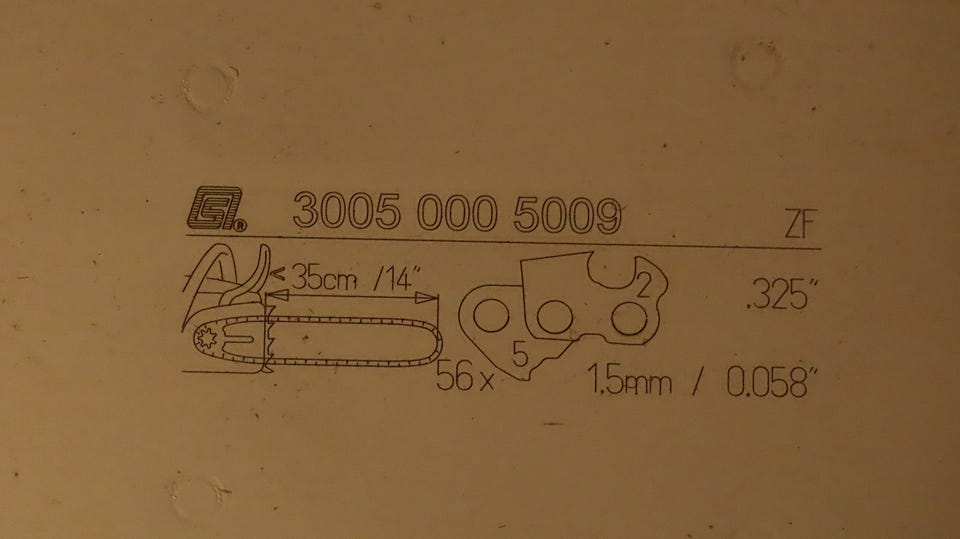 ® 3005 000 5009 ZF
< 35cm /14"
2
.325"
5
56 x 1.5mm / 0.058"